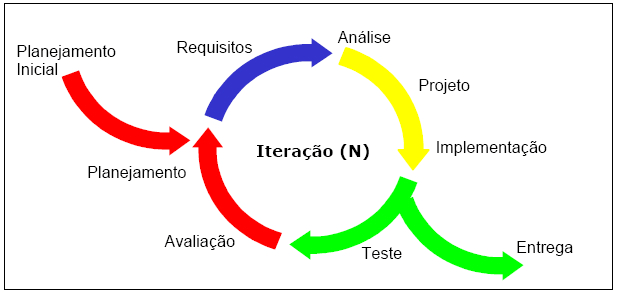 Planejamento
Inicial
Requisitos
Análise
Projeto
Implementação
Iteração (N)
Planejamento
Avaliação
Teste
Entrega